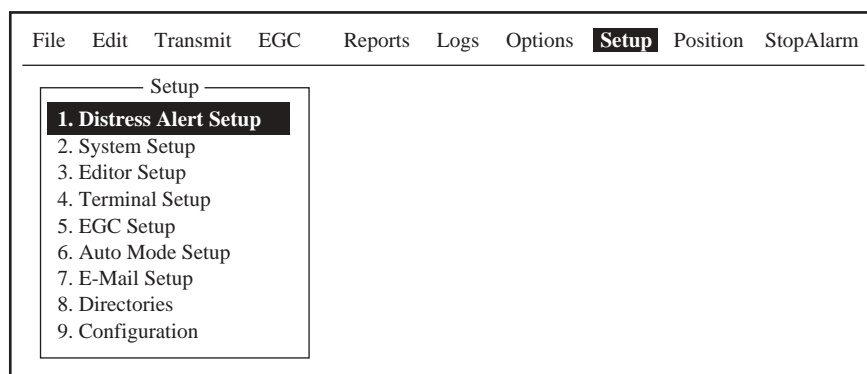 File Edit Transmit EGC Reports Logs Options Setup Position StopAlarm
Setup
1. Distress Alert Setup
2. System Setup
3. Editor Setup
4. Terminal Setup
5. EGC Setup
6. Auto Mode Setup
7. E-Mail Setup
8. Directories
9. Configuration